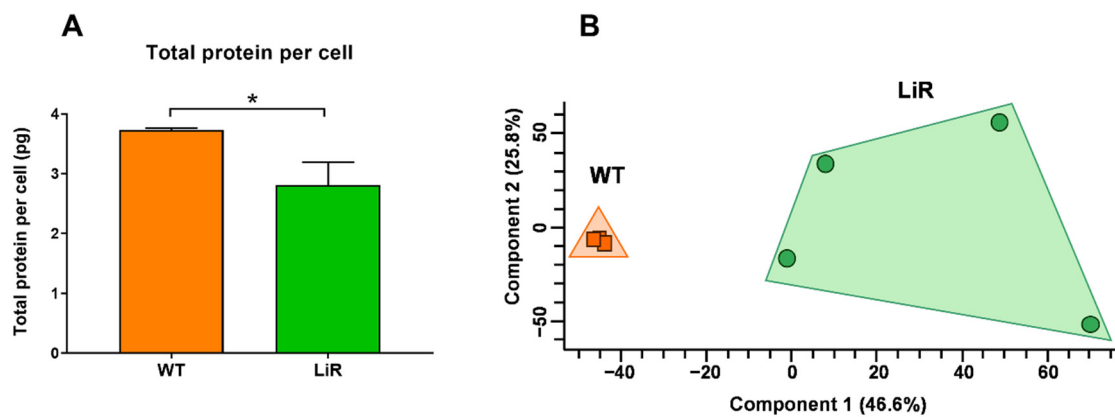 A
Total protein per cell
Total protein per cell (pg)
4
3
2
1
0
*
WT
LiR
B
Component 2 (25.8%)
50
0
−50
WT
LiR
−40
−20
0
20
40
60
Component 1 (46.6%)